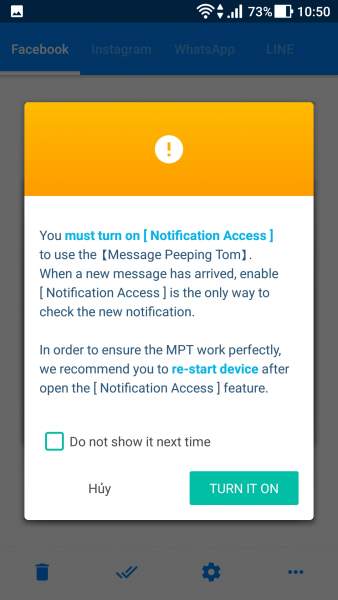 73% 10:50
Facebook Instagram WhatsApp LINE
You must turn on [ Notification Access ]
to use the【Message Peeping Tom】.
When a new message has arrived, enable
[ Notification Access ] is the only way to
check the new notification.
In order to ensure the MPT work perfectly,
we recommend you to re-start device after
open the [ Notification Access ] feature.
Do not show it next time
Hủy TURN IT ON